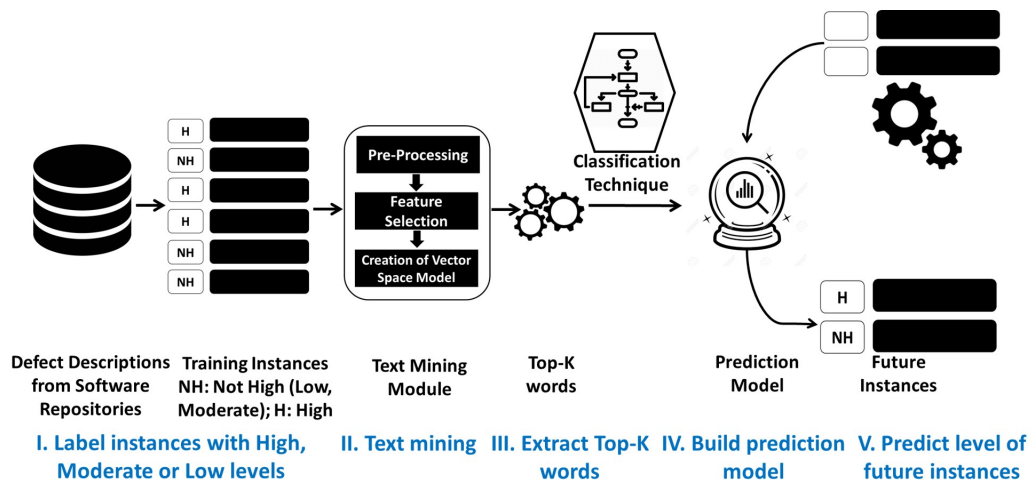 H
NH
H
H
NH
NH
Pre-Processing
Feature
Selection
Creation of Vector
Space Model
Classification
Technique
H
NH
Defect Descriptions
from Software
Repositories
Training Instances
NH: Not High (Low,
Moderate); H: High
Text Mining
Module
Top-K
words
Prediction
Model
Future
Instances
I. Label instances with High,
Moderate or Low levels
II. Text mining
III. Extract Top-K
words
IV. Build prediction
model
V. Predict level of
future instances